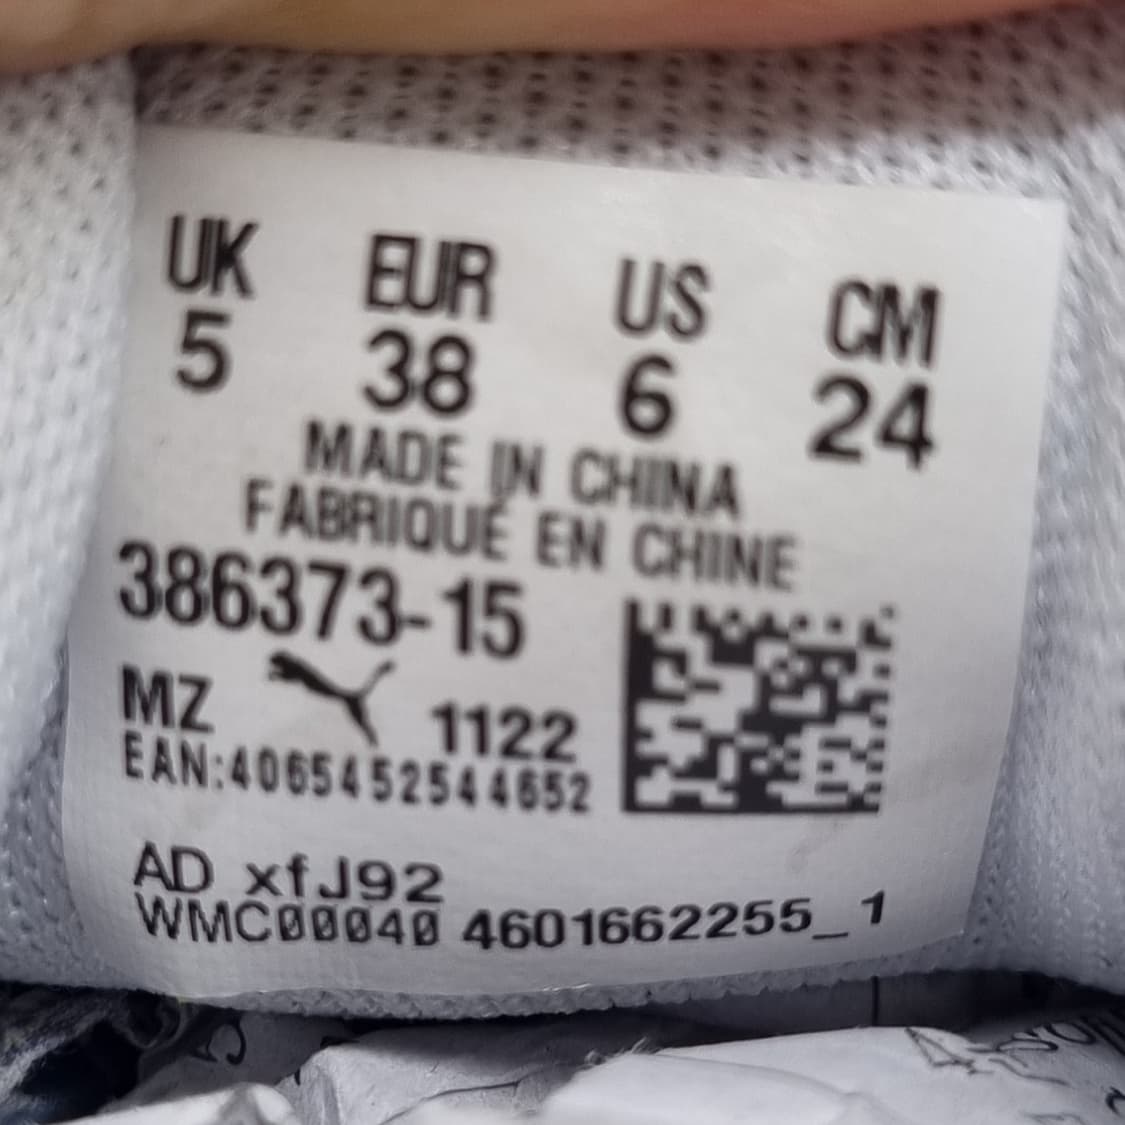 UK EUR US CM
5 38 6 24
MADE IN CHINA
FABRIQUÉ EN CHINE
386373-15
MZ 1122
EAN:4065452544652
AD xfJ92
WMC00040 4601662255_1